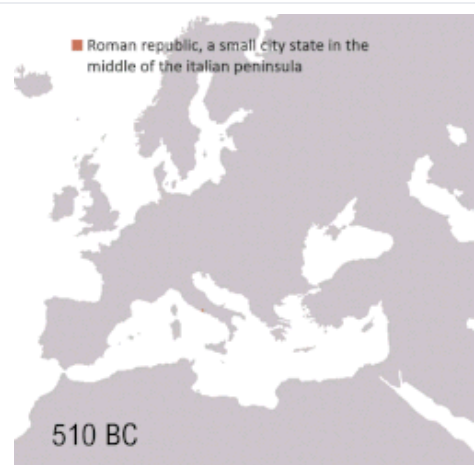 Roman republic, a small city state in the
middle of the italian peninsula
510 BC